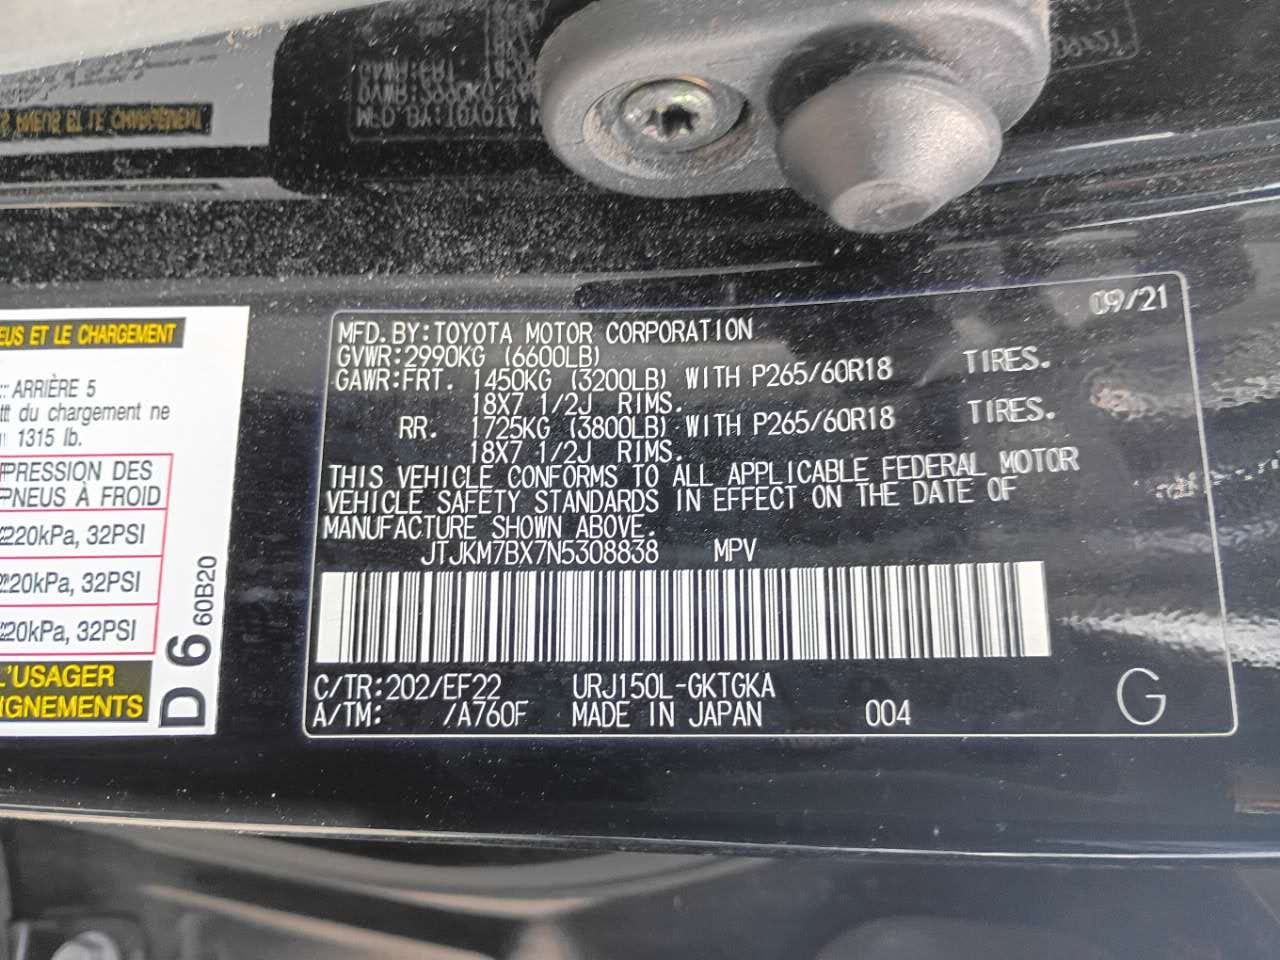 EUS ET LE CHARGEMENT
ARRIÈRE 5
du chargement ne
1315 lb.
PRESSION DES
PNEUS À FROID
220kPa, 32PSI
220kPa, 32PSI
220kPa, 32PSI
L'USAGER
IGNEMENTS
D 6
60B20
09/21
MFD.BY:TOYOTA MOTOR CORPORATION
GVWR:2990KG (6600LB)
GAWR:FRT. 1450KG (3200LB) WITH P265/60R18 TIRES.
18X7 1/2J RIMS.
RR. 1725KG (3800LB) WITH P265/60R18 TIRES.
18X7 1/2J RIMS.
THIS VEHICLE CONFORMS TO ALL APPLICABLE FEDERAL MOTOR
VEHICLE SAFETY STANDARDS IN EFFECT ON THE DATE OF
MANUFACTURE SHOWN ABOVE.
JTJKM7BX7N5308838 MPV
C/TR:202/EF22 URJ150L-GKTGKA
A/TM: /A760F MADE IN JAPAN 004
G